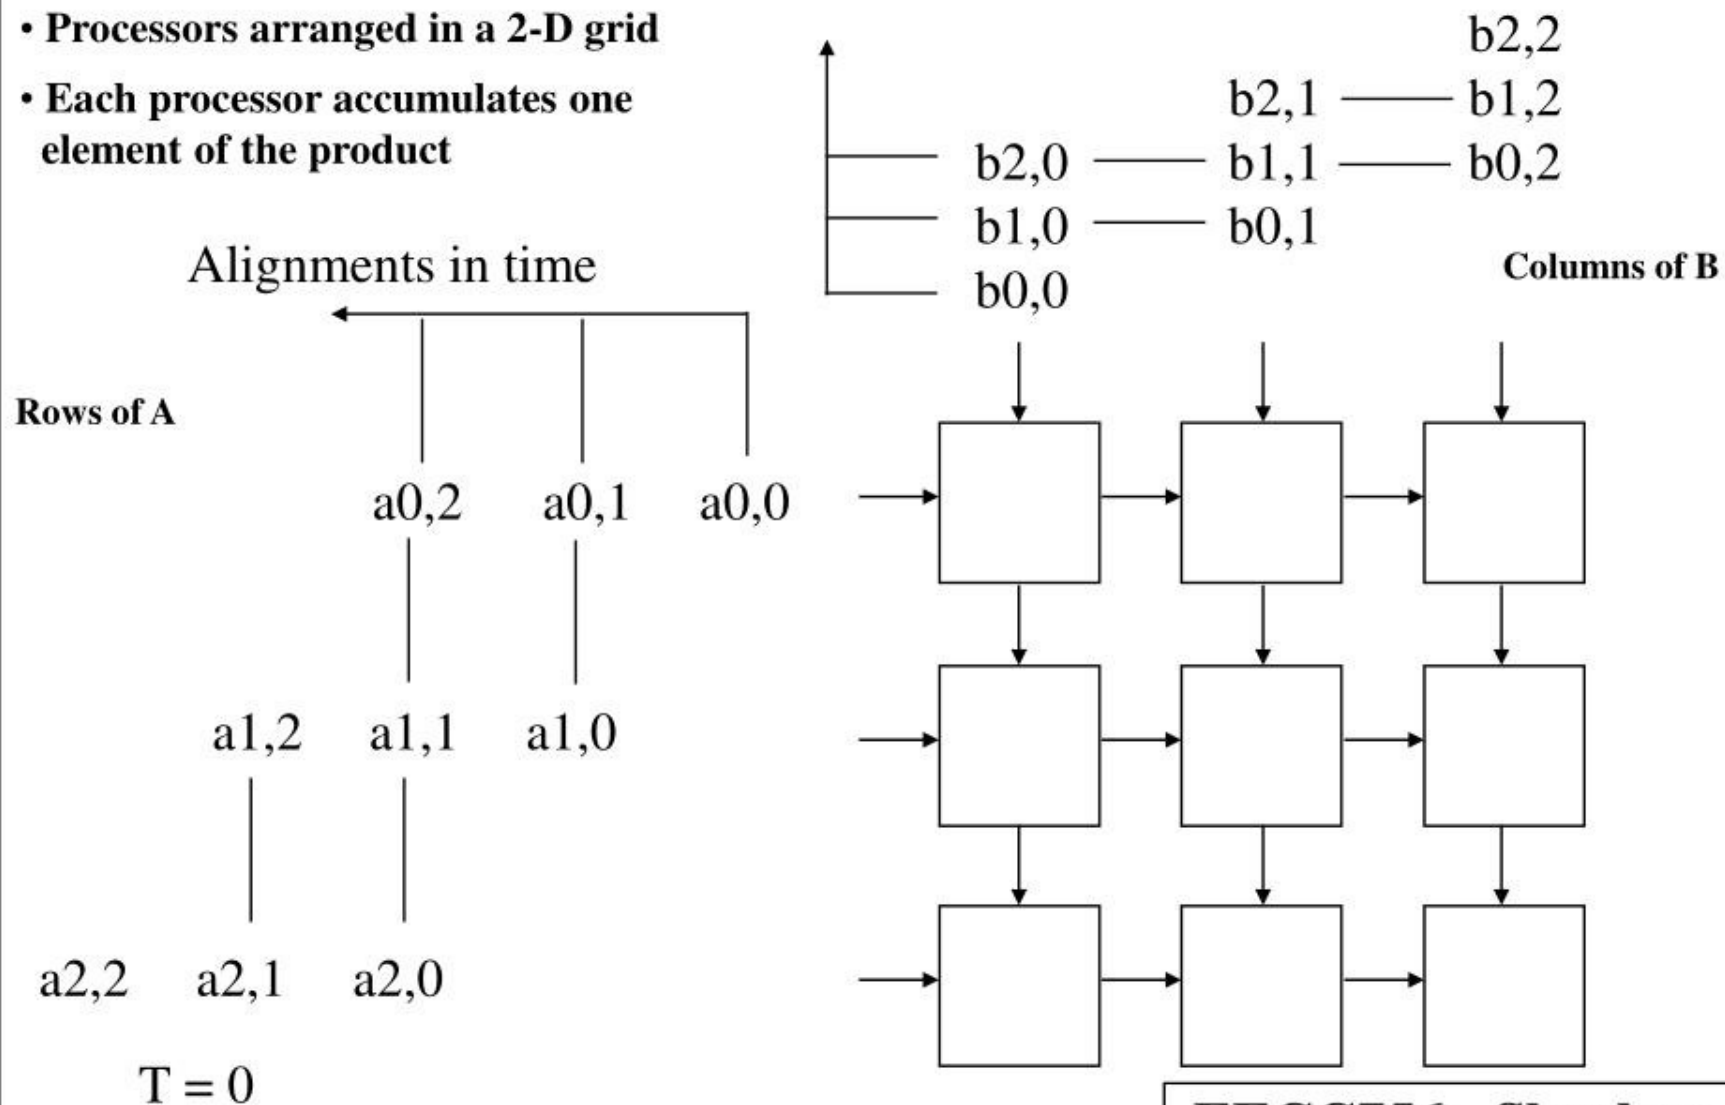 • Processors arranged in a 2-D grid
• Each processor accumulates one
element of the product
b2,2
b2,1 b1,2
b2,0 b1,1 b0,2
b1,0 b0,1
b0,0
Alignments in time
Columns of B
Rows of A
a0,2 a0,1 a0,0
a1,2 a1,1 a1,0
a2,2 a2,1 a2,0
T = 0